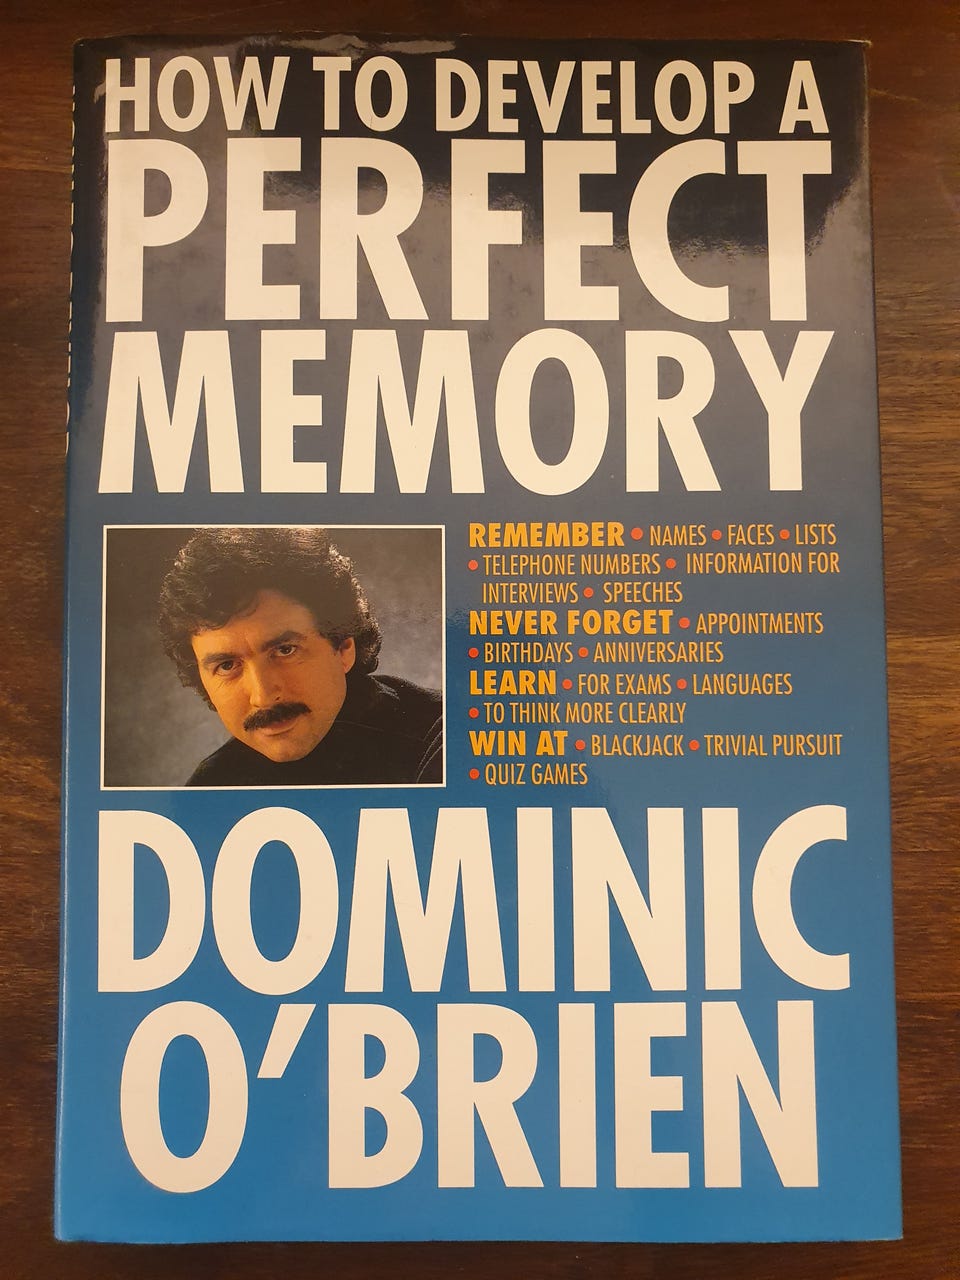 HOW TO DEVELOP A
PERFECT
MEMORY
REMEMBER • NAMES • FACES • LISTS
• TELEPHONE NUMBERS • INFORMATION FOR
INTERVIEWS • SPEECHES
NEVER FORGET • APPOINTMENTS
• BIRTHDAYS • ANNIVERSARIES
LEARN • FOR EXAMS • LANGUAGES
• TO THINK MORE CLEARLY
WIN AT • BLACKJACK • TRIVIAL PURSUIT
• QUIZ GAMES
DOMINIC
O'BRIEN